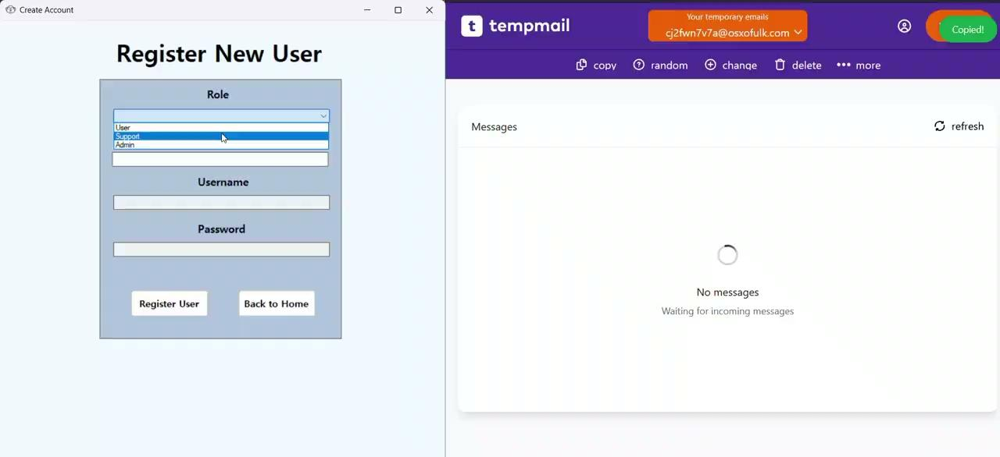 Create Account
Register New User
Role
User
Support
Admin
Username
Password
Register User
Back to Home
t tempmail
Your temporary emails
cj2fwn7v7a@osxofulk.com
Copied!
copy
random
change
delete
more
Messages
refresh
No messages
Waiting for incoming messages